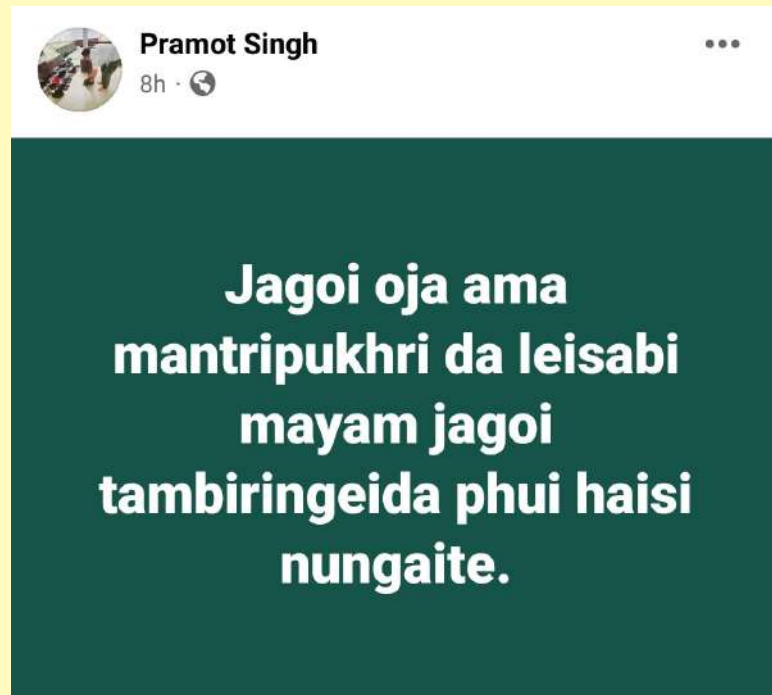 Pramot Singh
8h ·
Jagoi oja ama
mantripukhri da leisabi
mayam jagoi
tambiringeida phui haisi
nungaite.